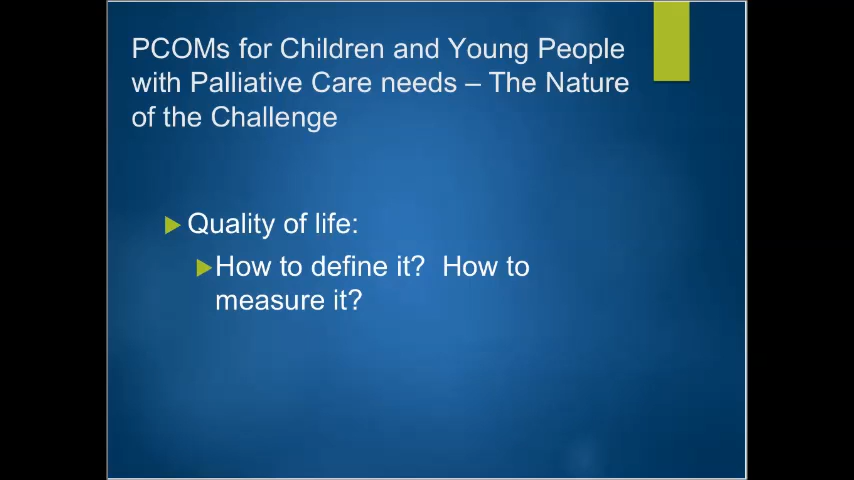 PCOMs for Children and Young People
with Palliative Care needs – The Nature
of the Challenge
Quality of life:
How to define it? How to
measure it?